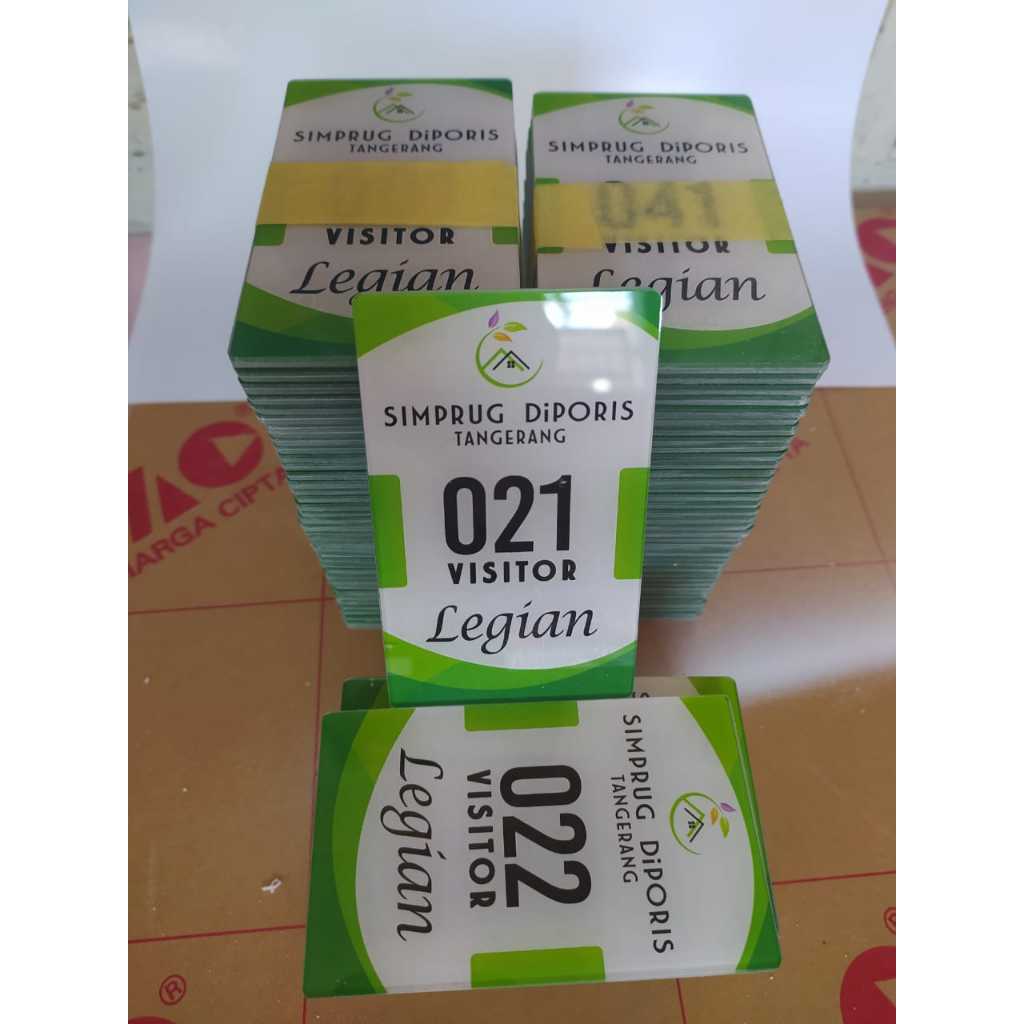 SIMPRUG DiPORIS
TANGERANG
VISITOR
Legian
SIMPRUG DiPORIS
TANGERANG
041
VISITOR
Legian
SIMPRUG DiPORIS
TANGERANG
021
VISITOR
Legian
SIMPRUG DiPORIS
TANGERANG
022
VISITOR
Legian
®
ARGA CIPTA
®
®